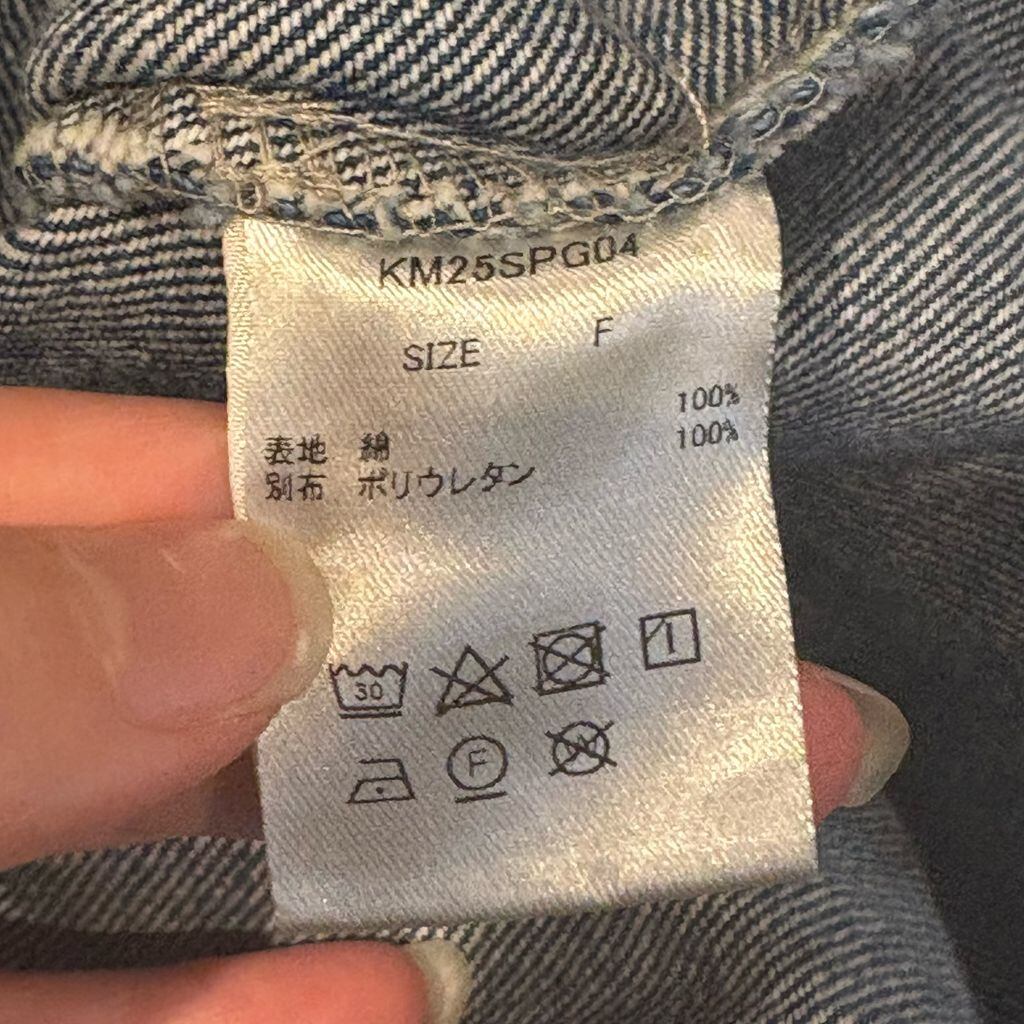 KM25SPG04
SIZE F
表地 綿 100%
別布 ポリウレタン 100%
30
F
W